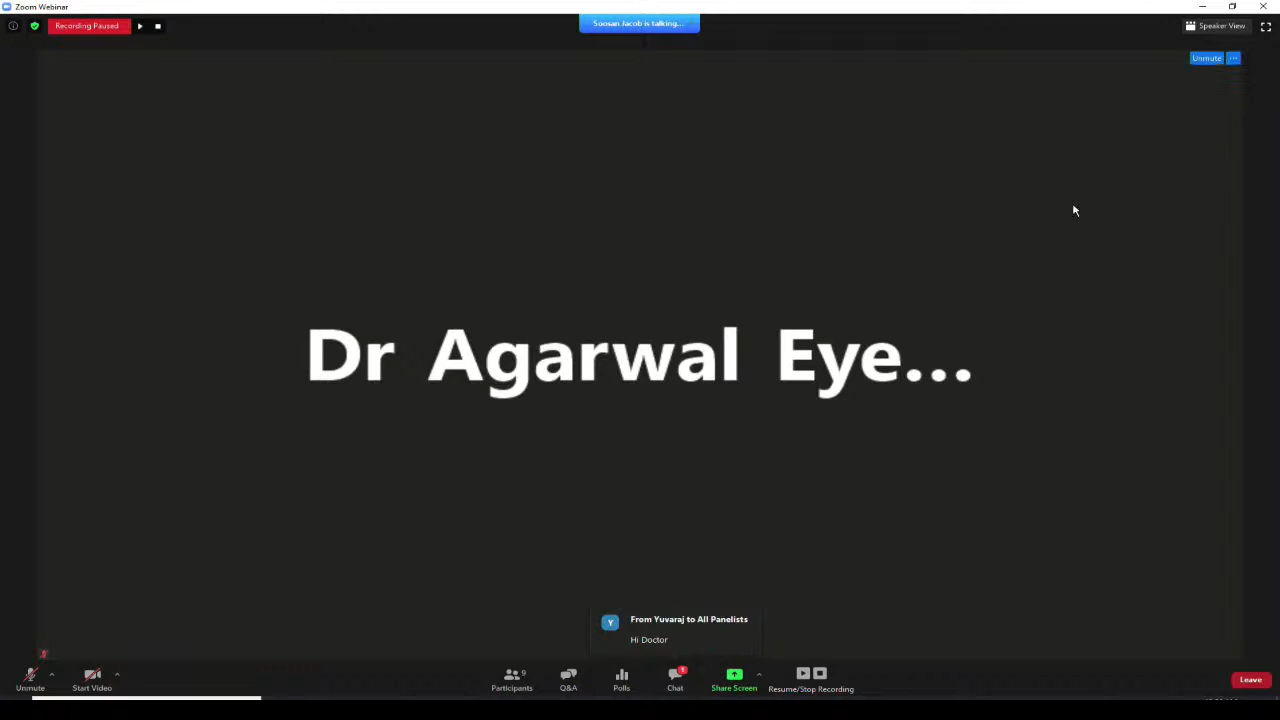 Zoom Webinar
Recording Paused
Soosan Jacob is talking...
Speaker View
Unmute
Dr Agarwal Eye...
Y
From Yuvaraj to All Panelists
Hi Doctor
Unmute
Start Video
Participants
9
Q&A
Polls
Chat
Share Screen
Resume/Stop Recording
Leave